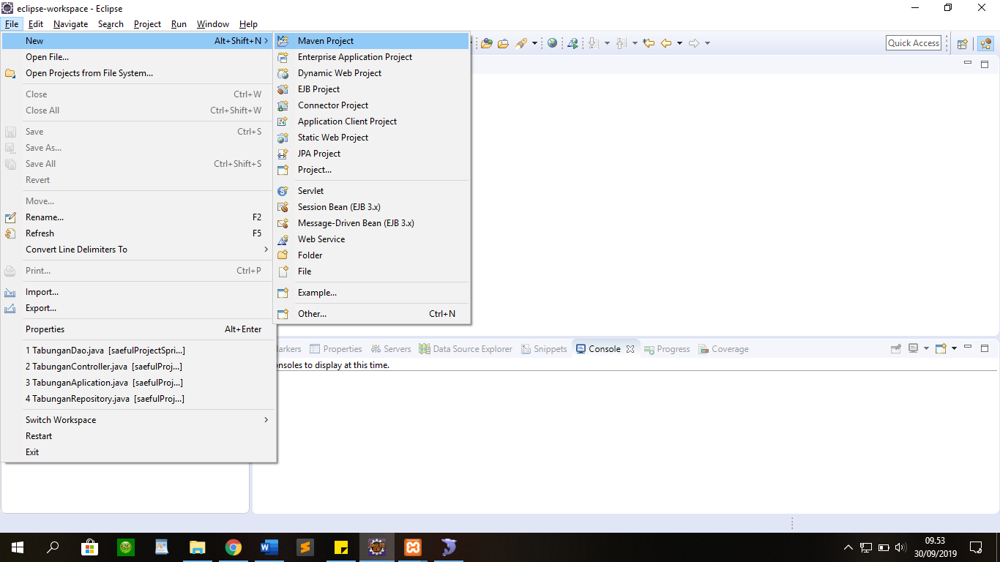 eclipse-workspace - Eclipse
File Edit Navigate Search Project Run Window Help
Quick Access
New Alt+Shift+N
Open File...
Open Projects from File System...
Close Ctrl+W
Close All Ctrl+Shift+W
Save Ctrl+S
Save As...
Save All Ctrl+Shift+S
Revert
Move...
Rename... F2
Refresh F5
Convert Line Delimiters To
Print... Ctrl+P
Import...
Export...
Properties Alt+Enter
1 TabunganDao.java [saefulProjectSpri...]
2 TabunganController.java [saefulProj...]
3 TabunganAplication.java [saefulProj...]
4 TabunganRepository.java [saefulProj...]
Switch Workspace
Restart
Exit
Maven Project
Enterprise Application Project
Dynamic Web Project
EJB Project
Connector Project
Application Client Project
Static Web Project
JPA Project
Project...
Servlet
Session Bean (EJB 3.x)
Message-Driven Bean (EJB 3.x)
Web Service
Folder
File
Example...
Other... Ctrl+N
arkers Properties Servers Data Source Explorer Snippets Console Progress Coverage
onsoles to display at this time.
09.53
30/09/2019